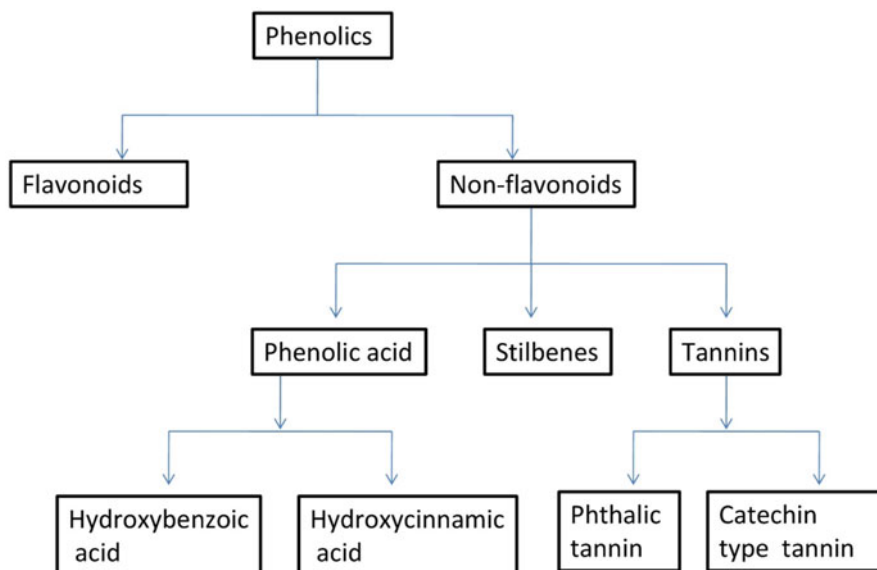 Phenolics
Flavonoids
Non-flavonoids
Phenolic acid
Stilbenes
Tannins
Hydroxybenzoic
acid
Hydroxycinnamic
acid
Phthalic
tannin
Catechin
type tannin